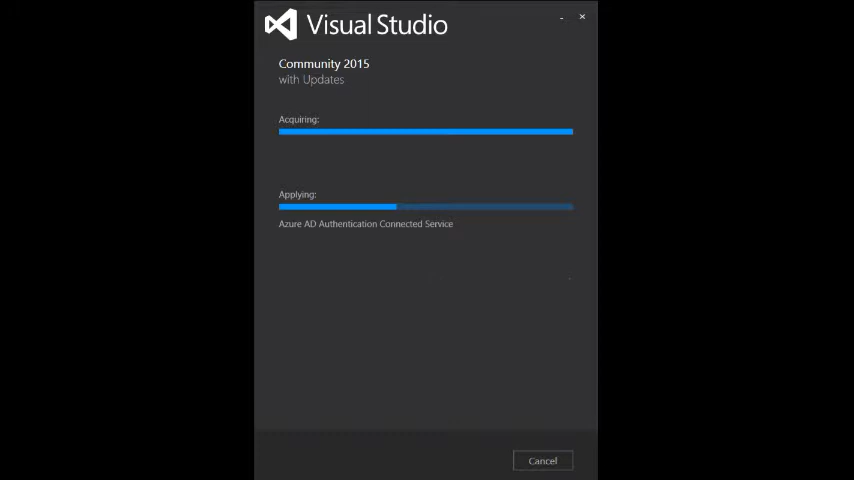 Visual Studio
Community 2015
with Updates
Acquiring:
Applying:
Azure AD Authentication Connected Service
Cancel